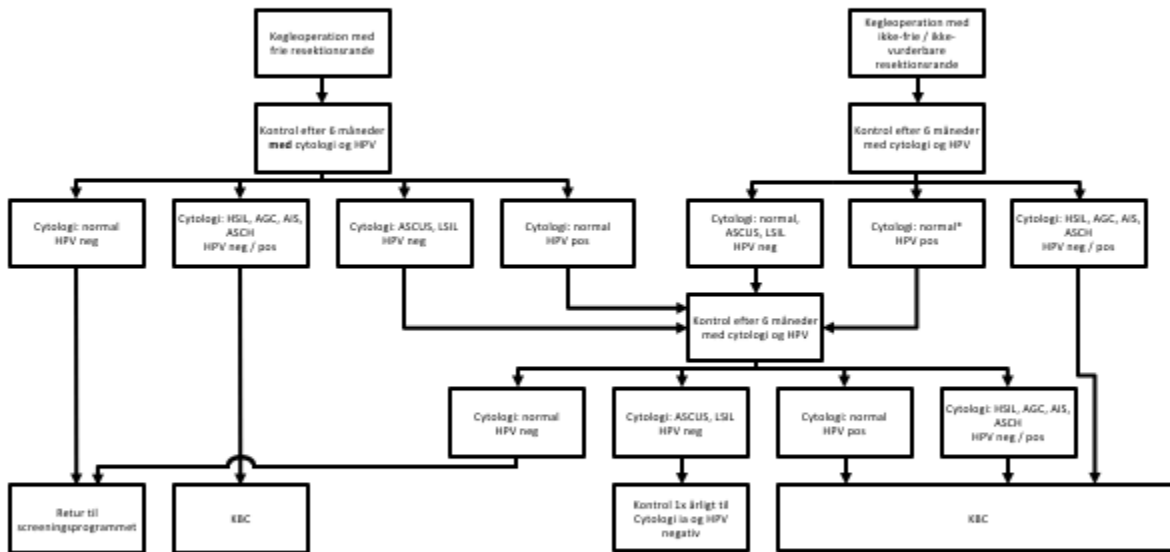 Kegleoperation med
frie resektionsrande
Kegleoperation med
ikke-frie / ikke-
vurderbare
resektionsrande
Kontrol efter 6 måneder
med cytologi og HPV
Kontrol efter 6 måneder
med cytologi og HPV
Cytologi: normal
HPV neg
Cytologi: HSIL, AGC, AIS,
ASCH
HPV neg / pos
Cytologi: ASCUS, LSIL
HPV neg
Cytologi: normal
HPV pos
Cytologi: normal,
ASCUS, LSIL
HPV neg
Cytologi: normal*
HPV pos
Cytologi: HSIL, AGC, AIS,
ASCH
HPV neg / pos
Kontrol efter 6 måneder
med cytologi og HPV
Cytologi: normal
HPV neg
Cytologi: ASCUS, LSIL
HPV neg
Cytologi: normal
HPV pos
Cytologi: HSIL, AGC, AIS,
ASCH
HPV neg / pos
Retur til
screeningsprogrammet
KBC
Kontrol 1x årligt til
Cytologi ia og HPV
negativ
KBC